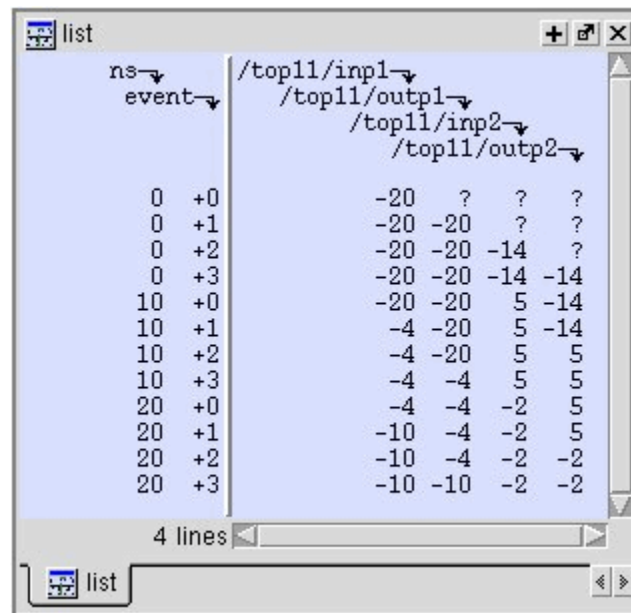 list
ns /top11/inp1
event /top11/outp1
/top11/inp2
/top11/outp2
0 +0 -20 ? ? ?
0 +1 -20 -20 ? ?
0 +2 -20 -20 -14 ?
0 +3 -20 -20 -14 -14
10 +0 -20 -20 5 -14
10 +1 -4 -20 5 -14
10 +2 -4 -20 5 5
10 +3 -4 -4 5 5
20 +0 -4 -4 -2 5
20 +1 -10 -4 -2 5
20 +2 -10 -4 -2 -2
20 +3 -10 -10 -2 -2
4 lines
list